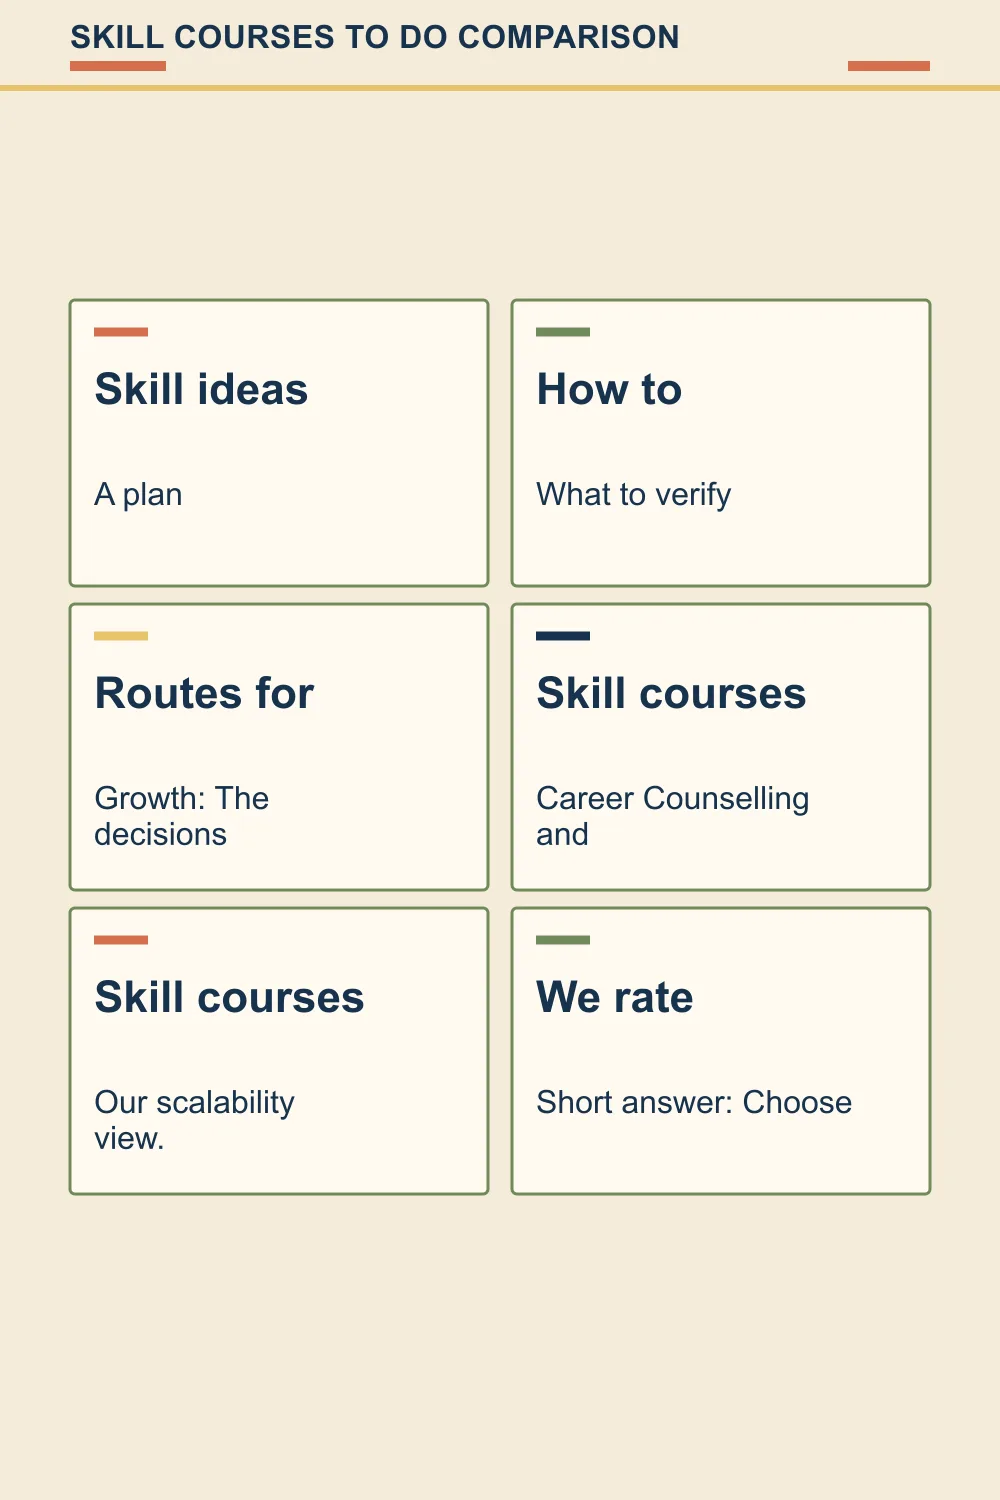 SKILL COURSES TO DO COMPARISON
Skill ideas
A plan
How to
What to verify
Routes for
Growth: The
decisions
Skill courses
Career Counselling
and
Skill courses
Our scalability
view.
We rate
Short answer: Choose